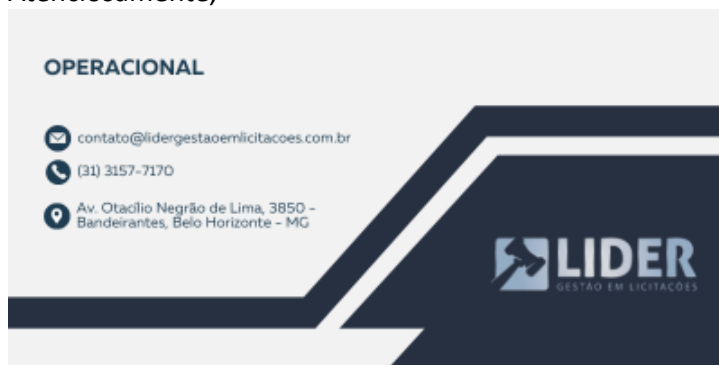 Atenciosamente,
OPERACIONAL
contato@lidergestaoemlicitacoes.com.br
(31) 3157-7170
Av. Otacílio Negrão de Lima, 3850 -
Bandeirantes, Belo Horizonte - MG
LIDER
GESTÃO EM LICITAÇÕES